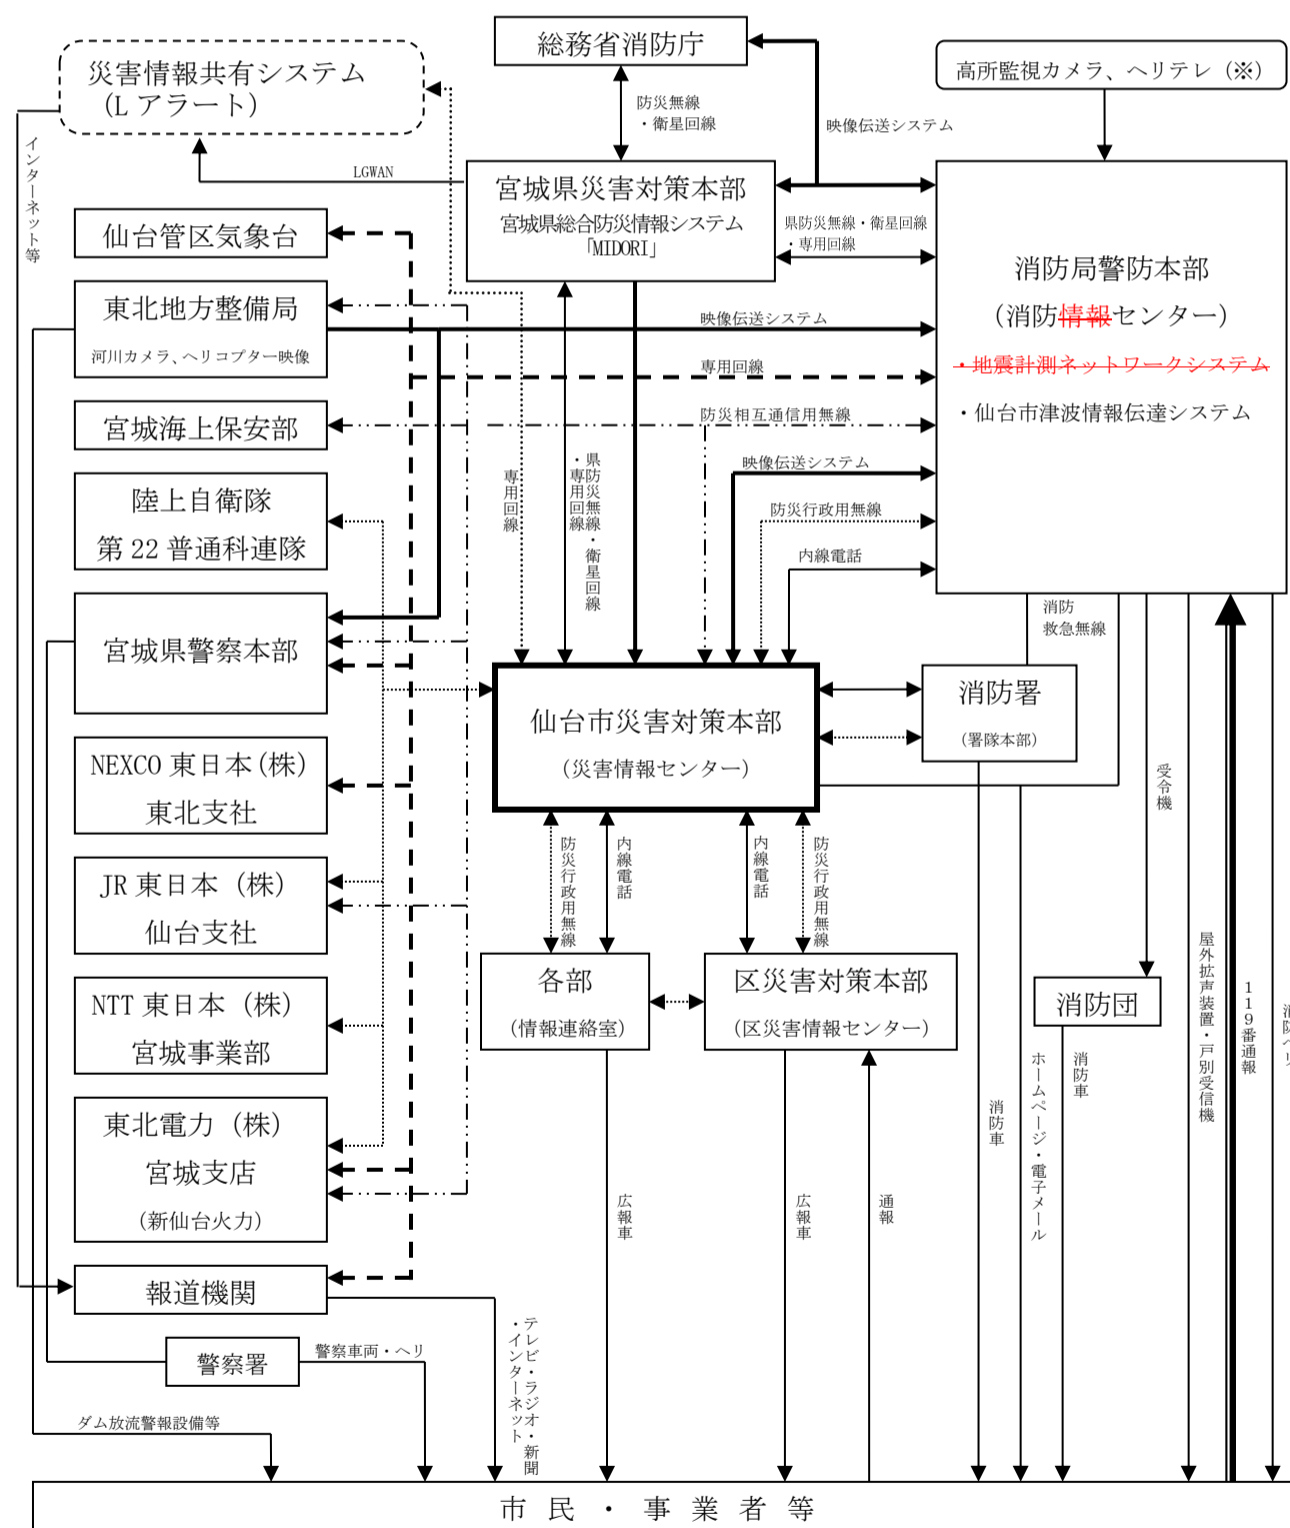 総務省消防庁
災害情報共有システム
（Lアラート）
高所監視カメラ、ヘリテレ（※）
防災無線
・衛星回線
映像伝送システム
インターネット等
LGWAN
宮城県災害対策本部
宮城県総合防災情報システム
「MIDORI」
県防災無線・衛星回線
・専用回線
仙台管区気象台
消防局警防本部
（消防情報センター）
・地震計測ネットワークシステム
・仙台市津波情報伝達システム
東北地方整備局
河川カメラ、ヘリコプター映像
映像伝送システム
専用回線
宮城海上保安部
防災相互通信用無線
映像伝送システム
陸上自衛隊
第 22 普通科連隊
専用回線
県防災無線・衛星回線
・専用回線
防災行政用無線
内線電話
宮城県警察本部
消防
救急無線
仙台市災害対策本部
（災害情報センター）
消防署
（署隊本部）
受令機
NEXCO 東日本（株）
東北支社
防災行政用無線
内線電話
内線電話
防災行政用無線
JR 東日本（株）
仙台支社
各部
（情報連絡室）
区災害対策本部
（区災害情報センター）
消防団
屋外拡声装置・戸別受信機
119番通報
消防ヘリ
NTT 東日本（株）
宮城事業部
消防車
ホームページ・電子メール
消防車
東北電力（株）
宮城支店
（新仙台火力）
広報車
広報車
通報
報道機関
テレビ・ラジオ・新聞
・インターネット
警察署
警察車両・ヘリ
ダム放流警報設備等
市民・事業者等